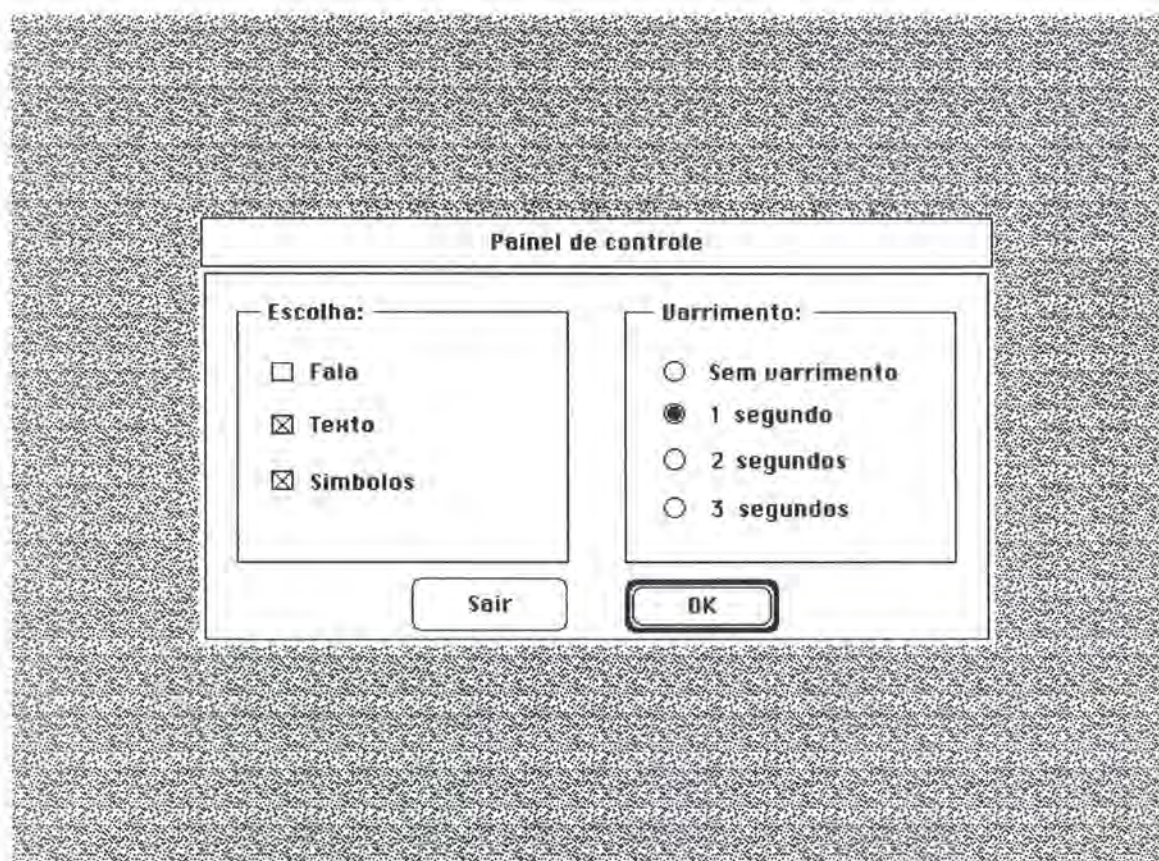 Painel de controle
Escolha:
Fala
Texto
Simbolos
Varrimento:
Sem varrimento
1 segundo
2 segundos
3 segundos
Sair
OK